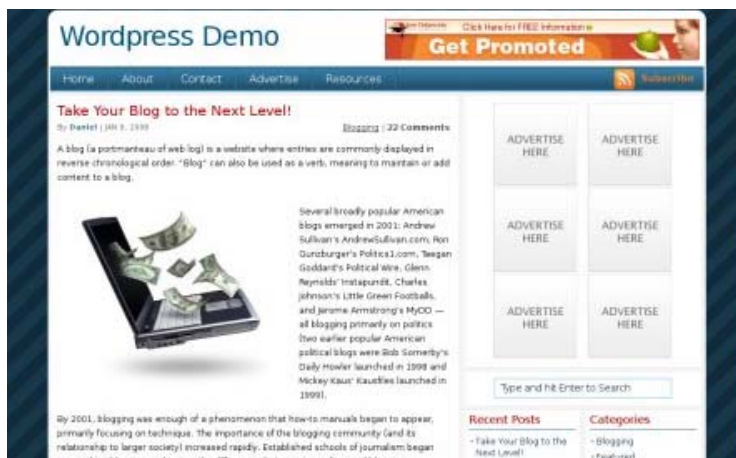 Wordpress Demo
Click Here for FREE Information
Get Promoted
Home About Contact Advertise Resources
Subscribe
Take Your Blog to the Next Level!
By Daniel | JAN 9, 1999
Blogging | 22 Comments
A blog (a portmanteau of web log) is a website where entries are commonly displayed in
reverse chronological order. "Blog" can also be used as a verb, meaning to maintain or add
content to a blog.
Several broadly popular American
blogs emerged in 2001: Andrew
Sullivan's AndrewSullivan.com, Ron
Gunzburger's Politics1.com, Taegan
Goddard's Political Wire, Glenn
Reynolds' Instapundit, Charles
Johnson's Little Green Footballs,
and Jerome Armstrong's MyDD —
all blogging primarily on politics
(two earlier popular American
political blogs were Bob Somerby's
Daily Howler launched in 1998 and
Mickey Kaus' Kausfiles launched in
1999).
By 2001, blogging was enough of a phenomenon that how-to manuals began to appear,
primarily focusing on technique. The importance of the blogging community (and its
relationship to larger society) increased rapidly. Established schools of journalism began
ADVERTISE
HERE
ADVERTISE
HERE
ADVERTISE
HERE
ADVERTISE
HERE
ADVERTISE
HERE
ADVERTISE
HERE
Type and hit Enter to Search
Recent Posts
Take Your Blog to the
Next Level!
Categories
Blogging
Featured